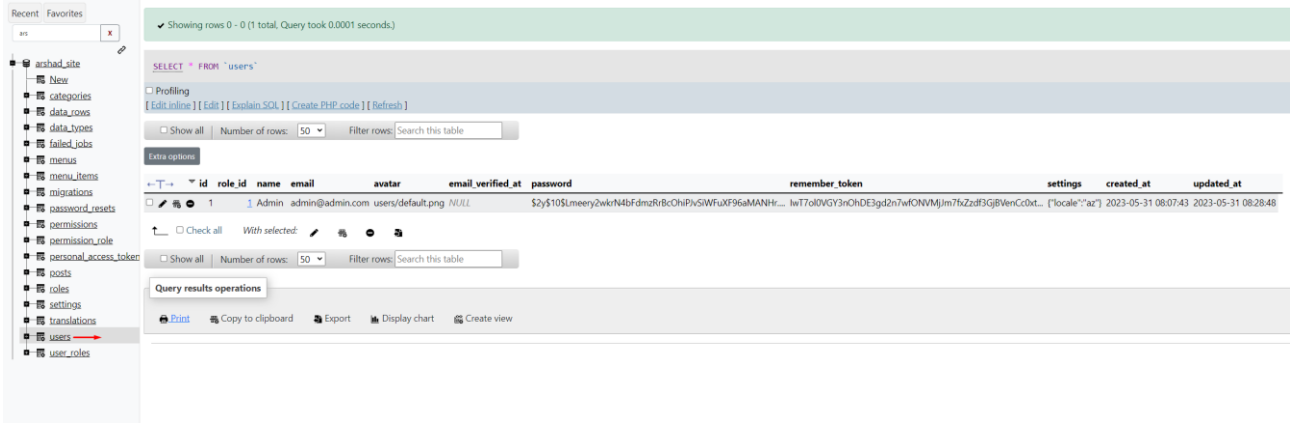 Recent Favorites
ars x
arshad_site
New
categories
data_rows
data_types
failed_jobs
menus
menu_items
migrations
password_resets
permissions
permission_role
personal_access_token
posts
roles
settings
translations
users
user_roles
Showing rows 0 - 0 (1 total, Query took 0.0001 seconds.)
SELECT * FROM `users`
Profiling
[ Edit inline ] [ Edit ] [ Explain SQL ] [ Create PHP code ] [ Refresh ]
Show all | Number of rows: 50 Filter rows: Search this table
Extra options
←T→ id role_id name email avatar email_verified_at password remember_token settings created_at updated_at
1 1 Admin admin@admin.com users/default.png NULL $2y$10$Lmeery2wkrN4bFdmzRrBcOhiPJvSiWFuXF96aMANHr.... IwT7ol0VGY3nOhDE3gd2n7wfONVMjJm7fxZzdf3GjBVenCc0xt... {"locale":"az"} 2023-05-31 08:07:43 2023-05-31 08:28:48
Check all With selected:
Show all | Number of rows: 50 Filter rows: Search this table
Query results operations
Print Copy to clipboard Export Display chart Create view